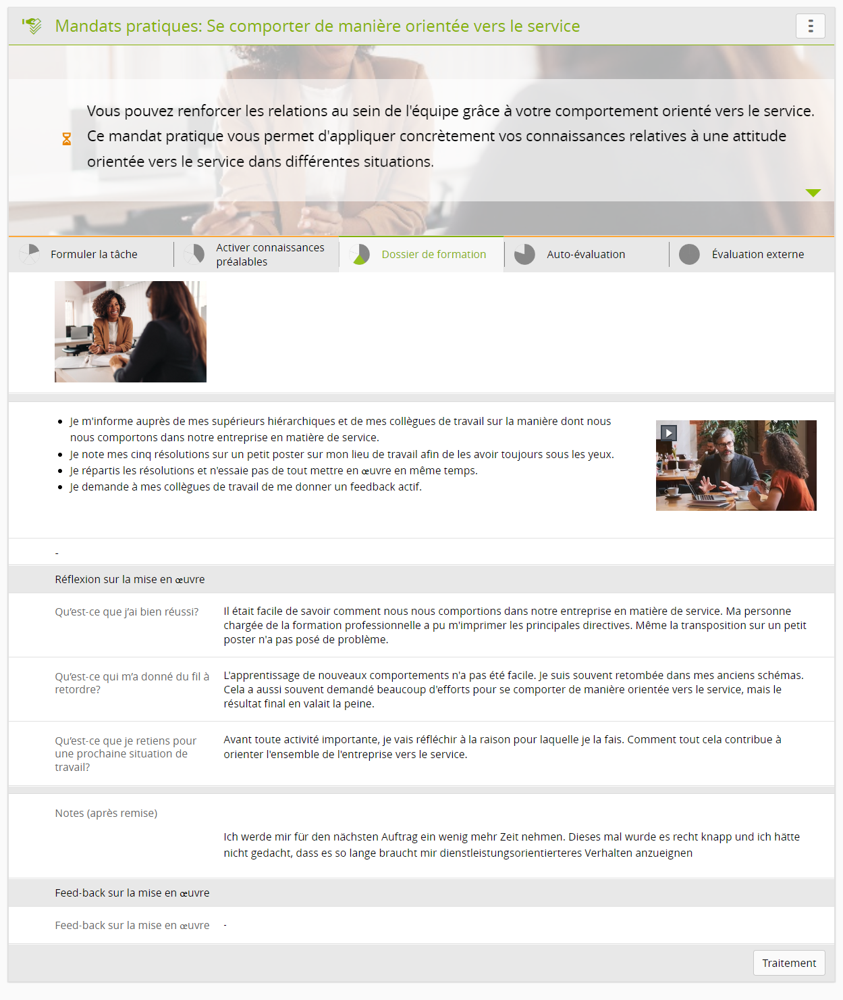 Mandats pratiques: Se comporter de manière orientée vers le service
Vous pouvez renforcer les relations au sein de l'équipe grâce à votre comportement orienté vers le service.
Ce mandat pratique vous permet d'appliquer concrètement vos connaissances relatives à une attitude
orientée vers le service dans différentes situations.
Formuler la tâche
Activer connaissances
préalables
Dossier de formation
Auto-évaluation
Évaluation externe
• Je m'informe auprès de mes supérieurs hiérarchiques et de mes collègues de travail sur la manière dont nous
nous comportons dans notre entreprise en matière de service.
• Je note mes cinq résolutions sur un petit poster sur mon lieu de travail afin de les avoir toujours sous les yeux.
• Je répartis les résolutions et n'essaie pas de tout mettre en œuvre en même temps.
• Je demande à mes collègues de travail de me donner un feedback actif.
-
Réflexion sur la mise en œuvre
Qu’est-ce que j’ai bien réussi?
Il était facile de savoir comment nous nous comportions dans notre entreprise en matière de service. Ma personne
chargée de la formation professionnelle a pu m'imprimer les principales directives. Même la transposition sur un petit
poster n'a pas posé de problème.
Qu’est-ce qui m’a donné du fil à
retordre?
L'apprentissage de nouveaux comportements n'a pas été facile. Je suis souvent retombée dans mes anciens schémas.
Cela a aussi souvent demandé beaucoup d'efforts pour se comporter de manière orientée vers le service, mais le
résultat final en valait la peine.
Qu’est-ce que je retiens pour
une prochaine situation de
travail?
Avant toute activité importante, je vais réfléchir à la raison pour laquelle je la fais. Comment tout cela contribue à
orienter l'ensemble de l'entreprise vers le service.
Notes (après remise)
Ich werde mir für den nächsten Auftrag ein wenig mehr Zeit nehmen. Dieses mal wurde es recht knapp und ich hätte
nicht gedacht, dass es so lange braucht mir dienstleistungsorientierteres Verhalten anzueignen
Feed-back sur la mise en œuvre
Feed-back sur la mise en œuvre
-
Traitement